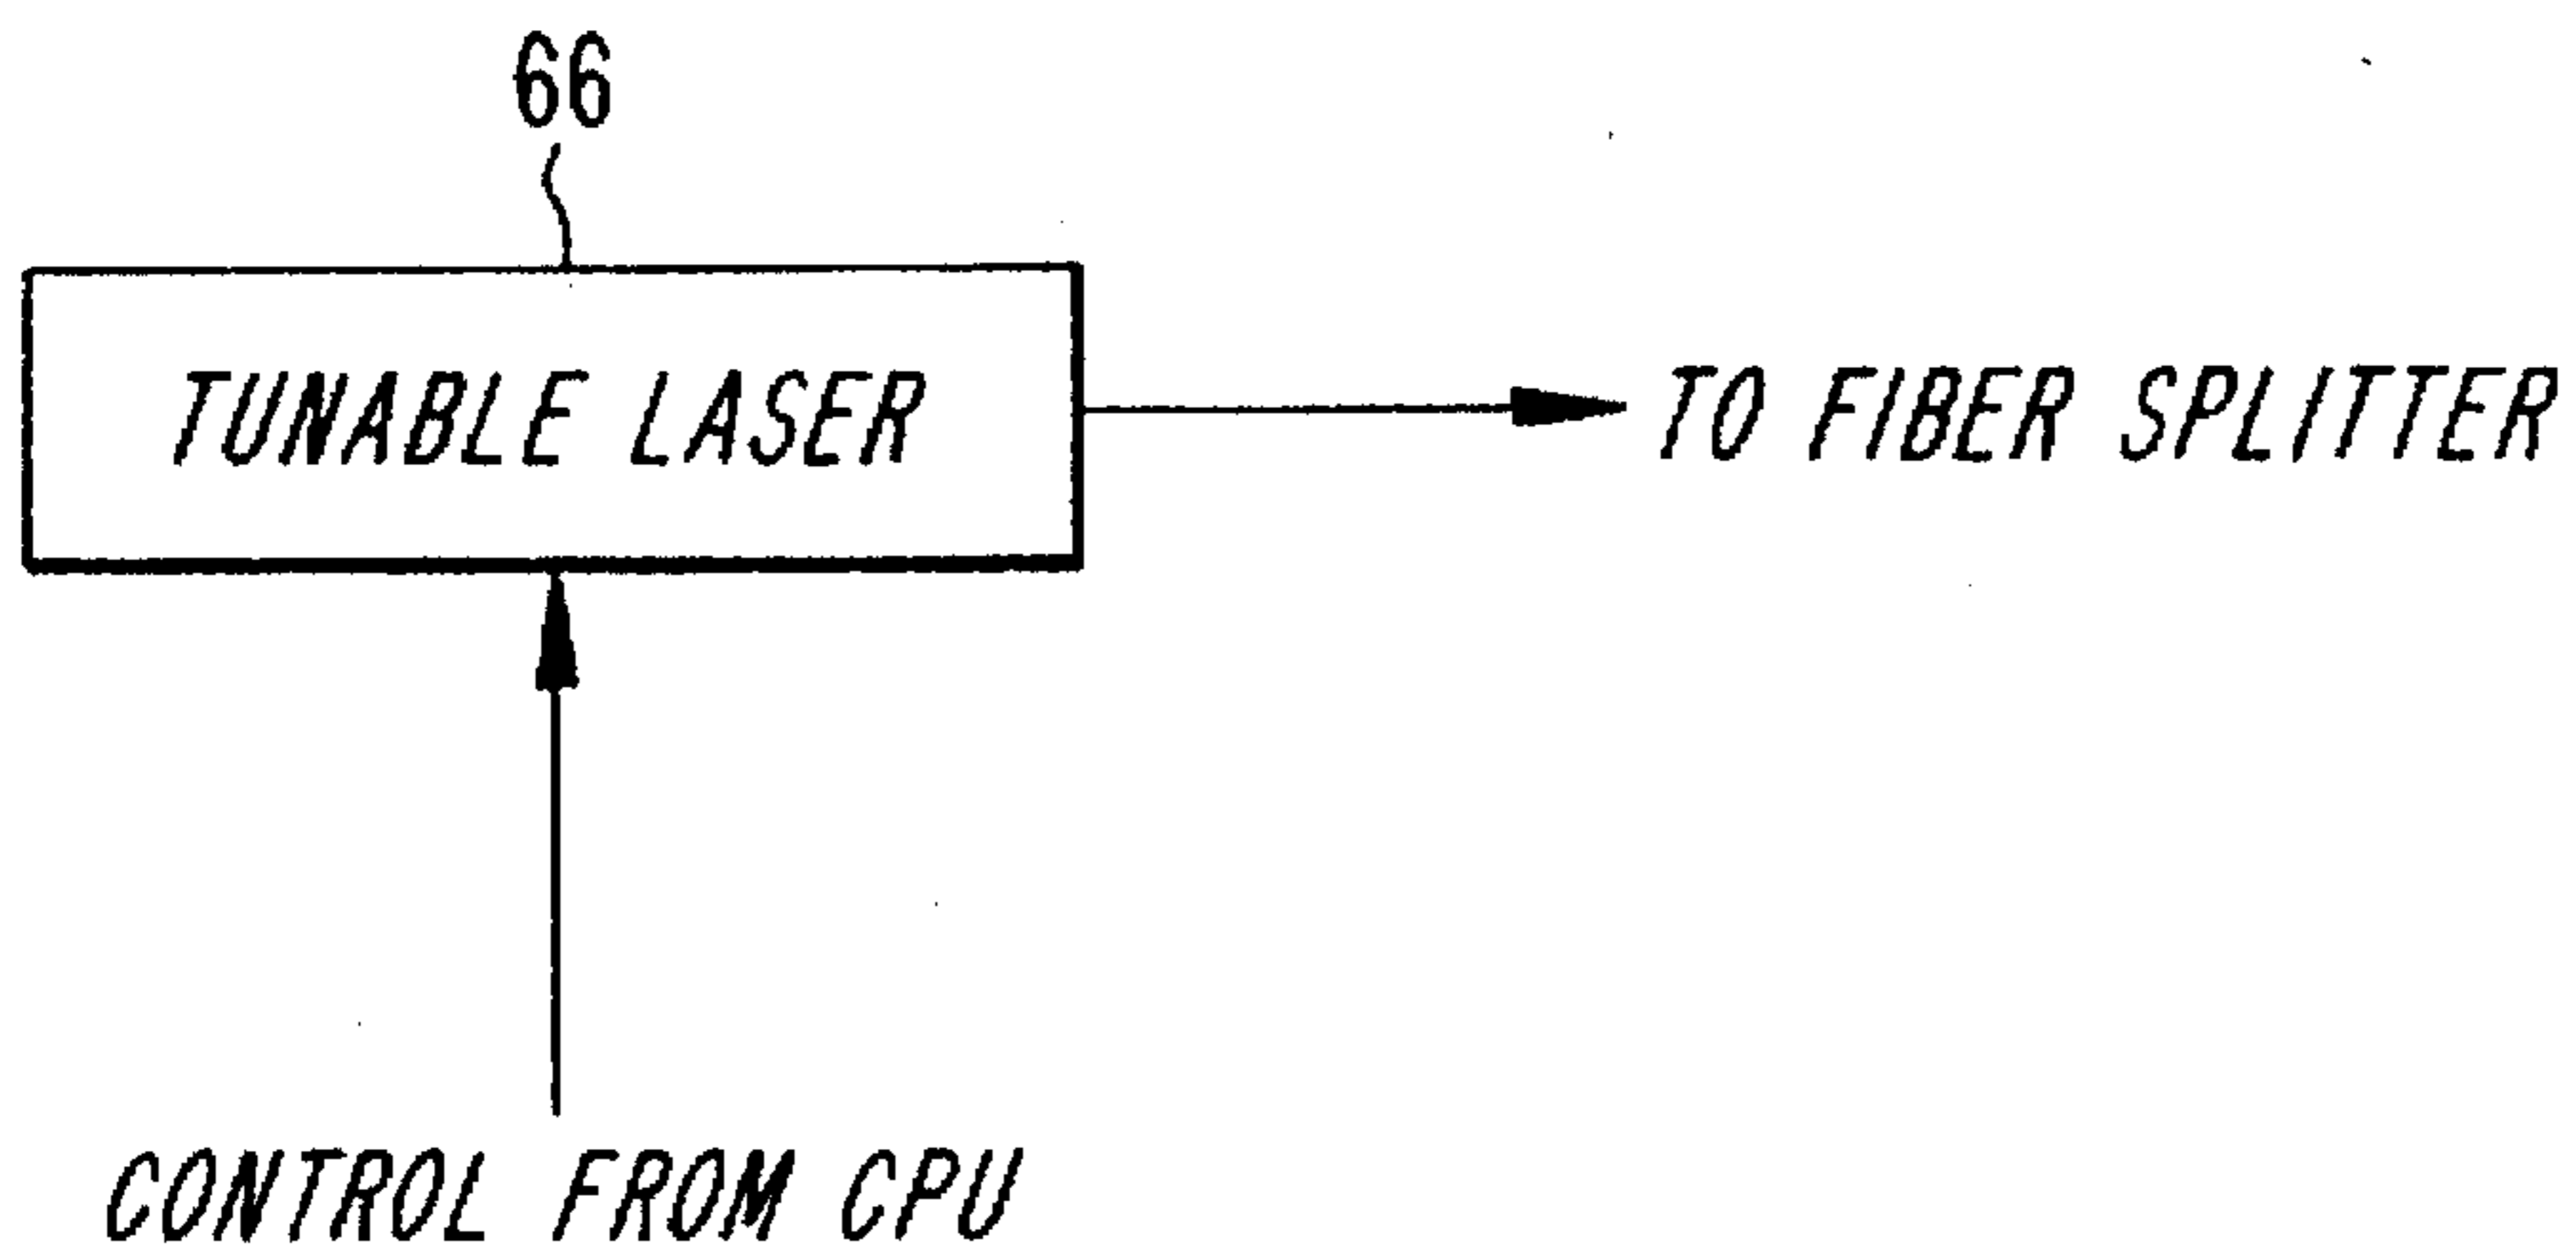 66
TUNABLE LASER
TO FIBER SPLITTER
CONTROL FROM CPU